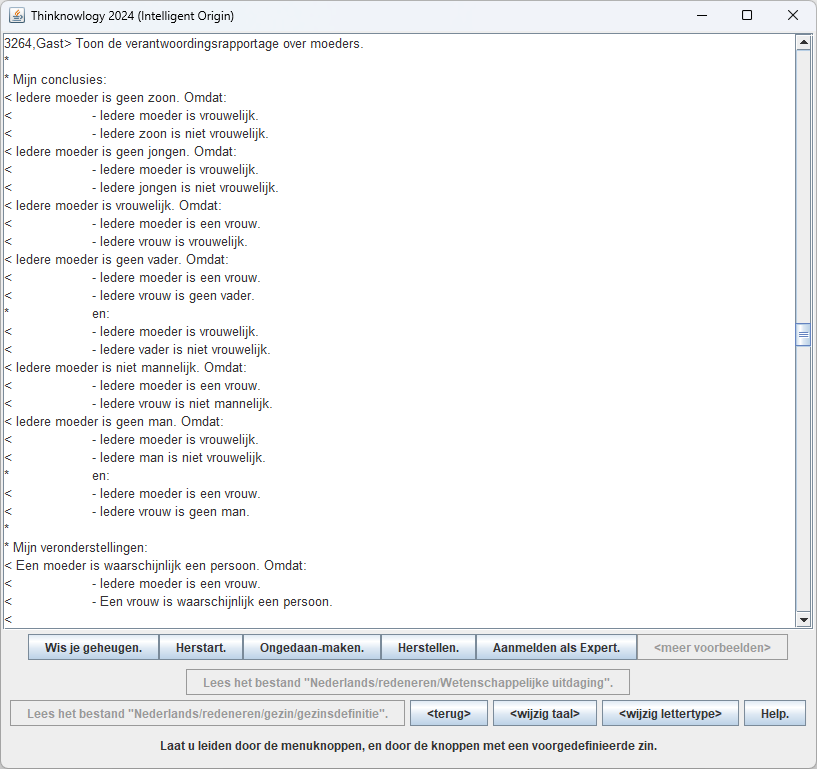 Thinknowlogy 2024 (Intelligent Origin)
3264,Gast> Toon de verantwoordingsrapportage over moeders.
*
* Mijn conclusies:
< Iedere moeder is geen zoon. Omdat:
< - Iedere moeder is vrouwelijk.
< - Iedere zoon is niet vrouwelijk.
< Iedere moeder is geen jongen. Omdat:
< - Iedere moeder is vrouwelijk.
< - Iedere jongen is niet vrouwelijk.
< Iedere moeder is vrouwelijk. Omdat:
< - Iedere moeder is een vrouw.
< - Iedere vrouw is vrouwelijk.
< Iedere moeder is geen vader. Omdat:
< - Iedere moeder is een vrouw.
< - Iedere vrouw is geen vader.
* en:
< - Iedere moeder is vrouwelijk.
< - Iedere vader is niet vrouwelijk.
< Iedere moeder is niet mannelijk. Omdat:
< - Iedere moeder is een vrouw.
< - Iedere vrouw is niet mannelijk.
< Iedere moeder is geen man. Omdat:
< - Iedere moeder is vrouwelijk.
< - Iedere man is niet vrouwelijk.
* en:
< - Iedere moeder is een vrouw.
< - Iedere vrouw is geen man.
*
* Mijn veronderstellingen:
< Een moeder is waarschijnlijk een persoon. Omdat:
< - Iedere moeder is een vrouw.
< - Een vrouw is waarschijnlijk een persoon.
<
Wis je geheugen. Herstart. Ongedaan-maken. Herstellen. Aanmelden als Expert. <meer voorbeelden>
Lees het bestand "Nederlands/redeneren/Wetenschappelijke uitdaging".
Lees het bestand "Nederlands/redeneren/gezin/gezinsdefinitie". <terug> <wijzig taal> <wijzig lettertype> Help.
Laat u leiden door de menuknoppen, en door de knoppen met een voorgedefinieerde zin.